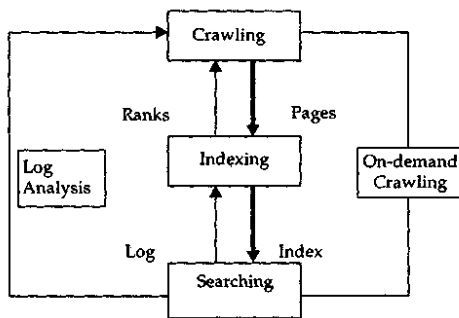 Crawling
Ranks
Pages
Indexing
Log
Analysis
On-demand
Crawling
Log
Index
Searching